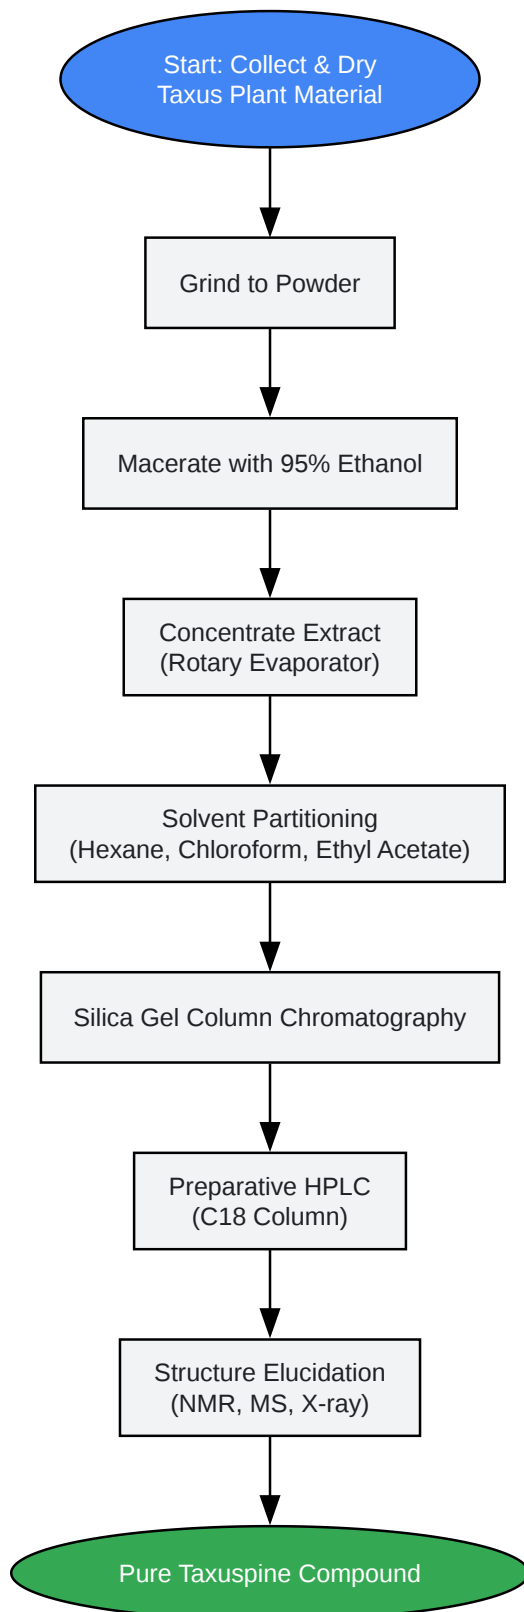 Start: Collect & Dry
Taxus Plant Material
Grind to Powder
Macerate with 95% Ethanol
Concentrate Extract
(Rotary Evaporator)
Solvent Partitioning
(Hexane, Chloroform, Ethyl Acetate)
Silica Gel Column Chromatography
Preparative HPLC
(C18 Column)
Structure Elucidation
(NMR, MS, X-ray)
Pure Taxuspine Compound